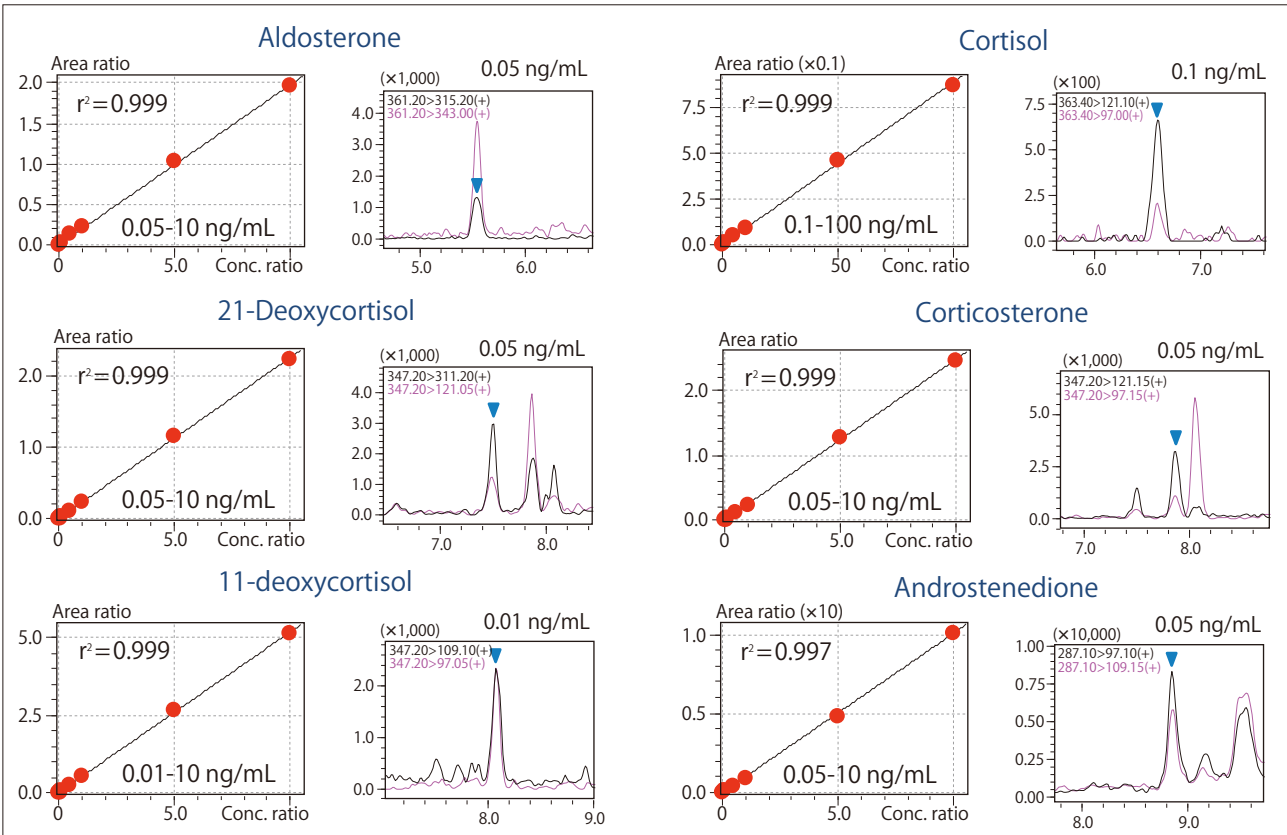 Aldosterone
Area ratio
2.0
1.5
1.0
0.5
0.0
r²=0.999
0.05-10 ng/mL
0
5.0
Conc. ratio
(×1,000)
0.05 ng/mL
361.20>315.20(+)
361.20>343.00(+)
4.0
3.0
2.0
1.0
0.0
5.0
6.0
Cortisol
Area ratio (×0.1)
7.5
5.0
2.5
0.0
r²=0.999
0.1-100 ng/mL
0
50
Conc. ratio
(×100)
0.1 ng/mL
363.40>121.10(+)
363.40>97.00(+)
7.5
5.0
2.5
0.0
6.0
7.0
21-Deoxycortisol
Area ratio
2.0
1.0
0.0
r²=0.999
0.05-10 ng/mL
0
5.0
Conc. ratio
(×1,000)
0.05 ng/mL
347.20>311.20(+)
347.20>121.05(+)
4.0
3.0
2.0
1.0
0.0
7.0
8.0
Corticosterone
Area ratio
2.0
1.0
0.0
r²=0.999
0.05-10 ng/mL
0
5.0
Conc. ratio
(×1,000)
0.05 ng/mL
347.20>121.15(+)
347.20>97.15(+)
5.0
2.5
0.0
7.0
8.0
11-deoxycortisol
Area ratio
5.0
2.5
0.0
r²=0.999
0.01-10 ng/mL
0
5.0
Conc. ratio
(×1,000)
0.01 ng/mL
347.20>109.10(+)
347.20>97.05(+)
2.0
1.0
0.0
8.0
9.0
Androstenedione
Area ratio (×10)
1.0
0.5
0.0
r²=0.997
0.05-10 ng/mL
0
5.0
Conc. ratio
(×10,000)
0.05 ng/mL
287.10>97.10(+)
287.10>109.15(+)
1.00
0.75
0.50
0.25
0.00
8.0
9.0